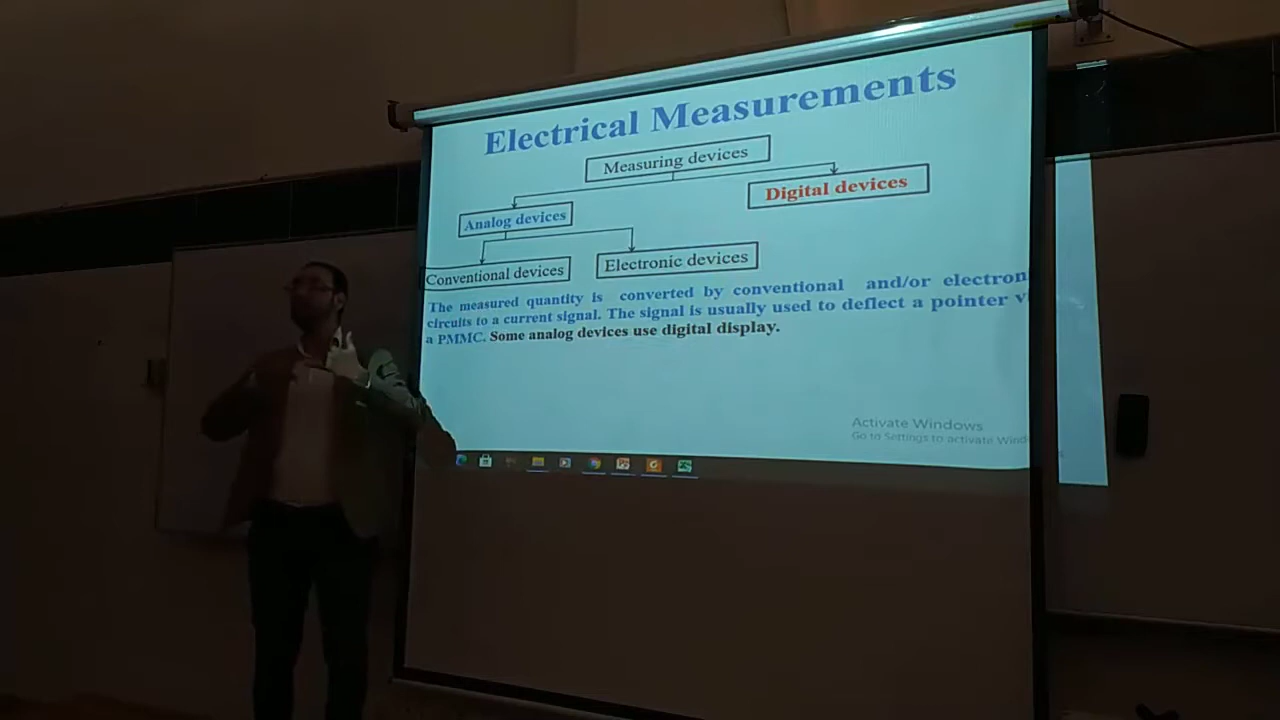 Electrical Measurements
Measuring devices
Digital devices
Analog devices
Conventional devices
Electronic devices
The measured quantity is converted by conventional and/or electron
circuits to a current signal. The signal is usually used to deflect a pointer
a PMMC. Some analog devices use digital display.
Activate Windows
Go to Settings to activate Wind